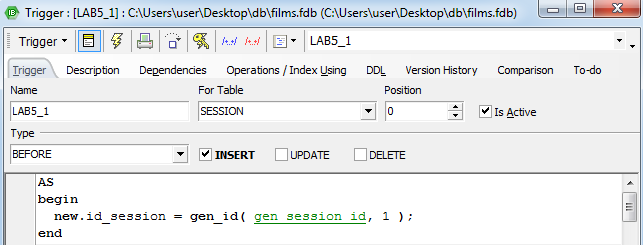 Trigger : [LAB5_1] : C:\Users\user\Desktop\db\films.fdb (C:\Users\user\Desktop\db\films.fdb)
Trigger LAB5_1
Trigger Description Dependencies Operations / Index Using DDL Version History Comparison To-do
Name For Table Position
LAB5_1 SESSION 0 Is Active
Type
BEFORE INSERT UPDATE DELETE
AS
begin
new.id_session = gen_id( gen_session_id, 1 );
end